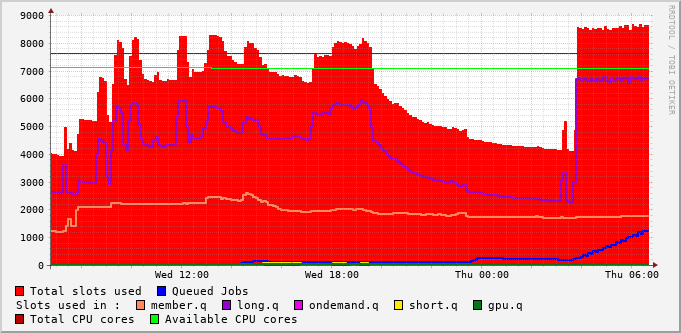 9000
8000
7000
6000
5000
4000
3000
2000
1000
0
Wed 12:00 Wed 18:00 Thu 00:00 Thu 06:00
RRDTOOL / TOBI OETIKER
Total slots used Queued Jobs
Slots used in : member.q long.q ondemand.q short.q gpu.q
Total CPU cores Available CPU cores